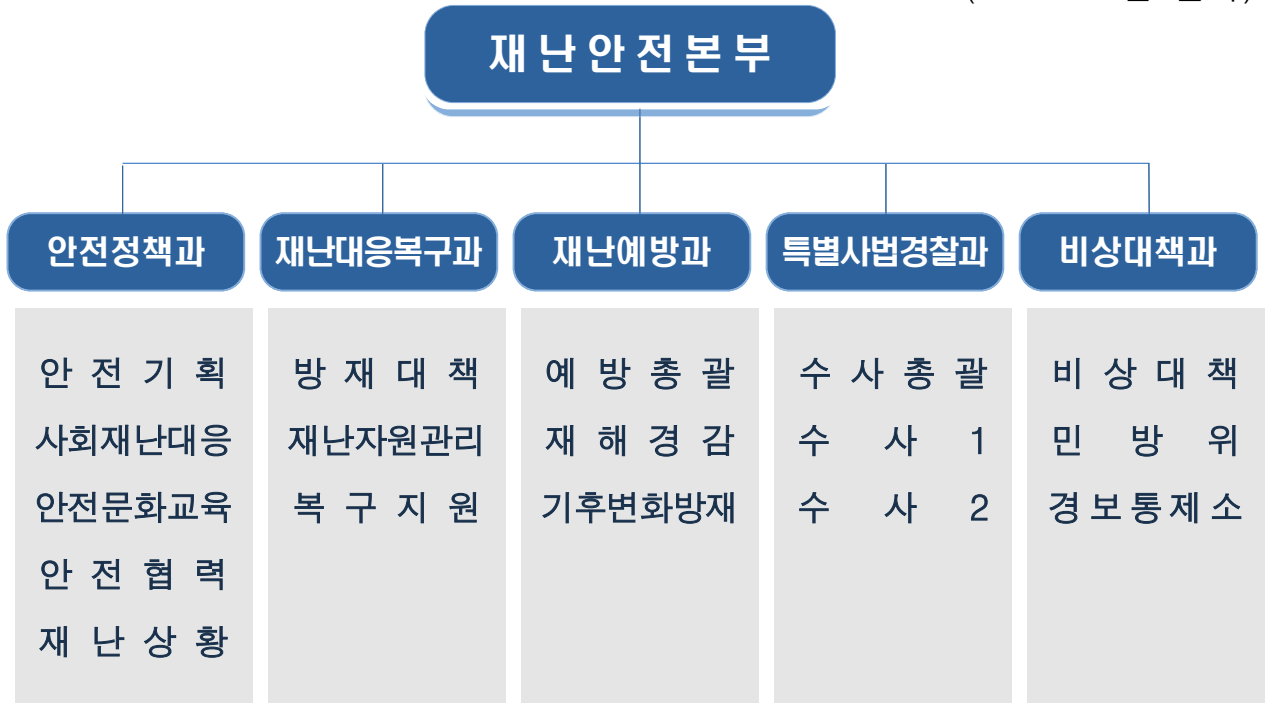 재난안전본부
안전정책과
안전기획
사회재난대응
안전문화교육
안전협력
재난상황
재난대응복구과
방재대책
재난자원관리
복구지원
재난예방과
예방총괄
재해경감
기후변화방재
특별사법경찰과
수사총괄
수사1
수사2
비상대책과
비상대책
민방위
경보통제소